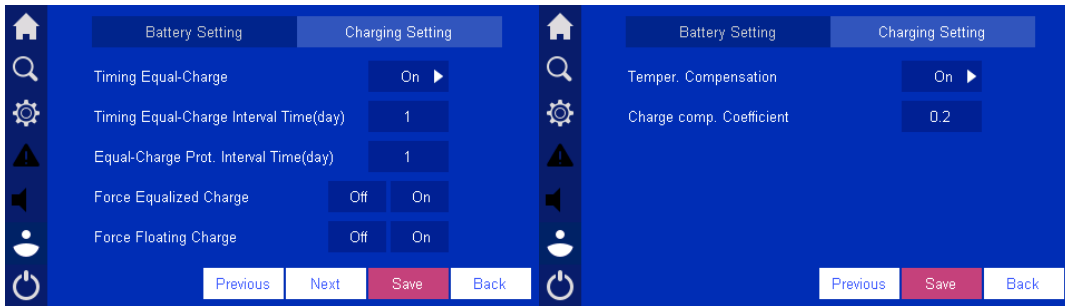 Battery Setting Charging Setting
Timing Equal-Charge On
Timing Equal-Charge Interval Time(day) 1
Equal-Charge Prot. Interval Time(day) 1
Force Equalized Charge Off On
Force Floating Charge Off On
Previous Next Save Back
Battery Setting Charging Setting
Temper. Compensation On
Charge comp. Coefficient 0.2
Previous Save Back